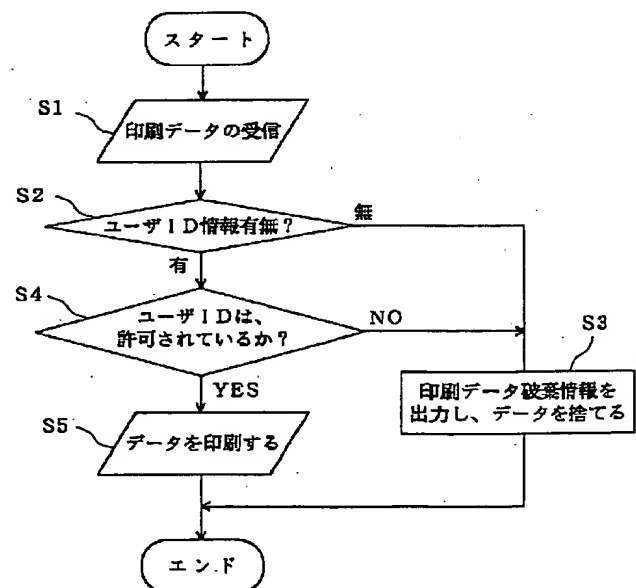 スタート
S1
印刷データの受信
S2
ユーザID情報有無?
無
有
S4
ユーザIDは、
許可されているか?
NO
YES
S3
印刷データ破棄情報を
出力し、データを捨てる
S5
データを印刷する
エンド